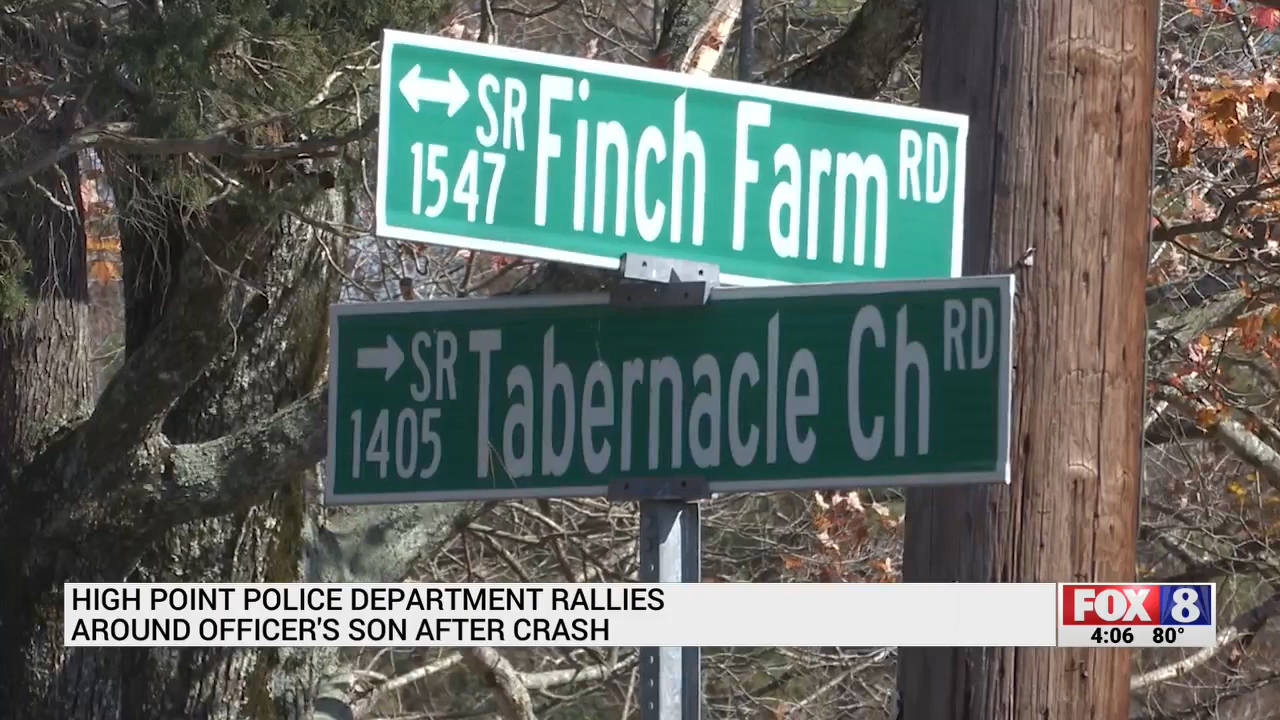 ↔ SR 1547 Finch Farm RD
→ SR 1405 Tabernacle Ch RD
HIGH POINT POLICE DEPARTMENT RALLIES
AROUND OFFICER'S SON AFTER CRASH
FOX 8
4:06 80°